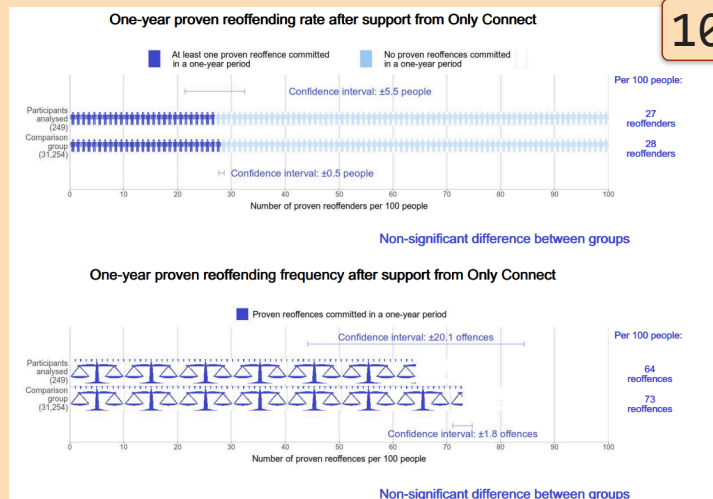 One-year proven reoffending rate after support from Only Connect
10
At least one proven reoffence committed
in a one-year period
No proven reoffences committed
in a one-year period
Per 100 people:
Confidence interval: ±5.5 people
Participants
analysed
(249)
27
reoffenders
Comparison
group
(31,254)
28
reoffenders
Confidence interval: ±0.5 people
0 10 20 30 40 50 60 70 80 90 100
Number of proven reoffenders per 100 people
Non-significant difference between groups
One-year proven reoffending frequency after support from Only Connect
Proven reoffences committed in a one-year period
Per 100 people:
Confidence interval: ±20.1 offences
Participants
analysed
(249)
64
reoffences
Comparison
group
(31,254)
73
reoffences
Confidence interval: ±1.8 offences
0 10 20 30 40 50 60 70 80 90 100
Number of proven reoffences per 100 people
Non-significant difference between groups